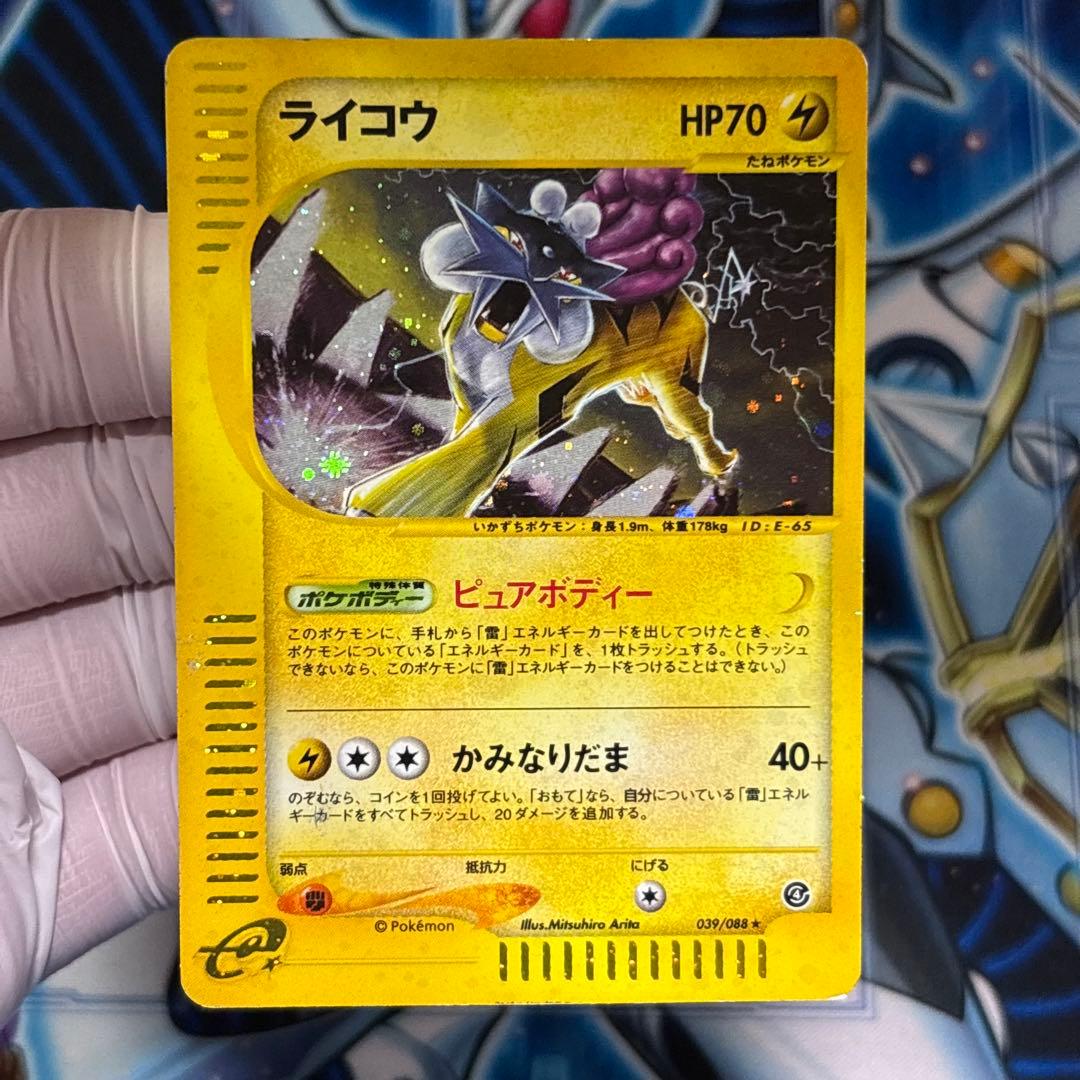 ライコウ HP70
たねポケモン
いかずちポケモン：身長1.9m、体重178kg ID:E-65
特殊体質
ポケボディー ピュアボディー
このポケモンに、手札から「雷」エネルギーカードを出してつけたとき、この
ポケモンについている「エネルギーカード」を、1枚トラッシュする。（トラッシュ
できないなら、このポケモンに「雷」エネルギーカードをつけることはできない。）
かみなりだま 40+
のぞむなら、コインを1回投げてよい。「おもて」なら、自分についている「雷」エネル
ギーカードをすべてトラッシュし、20ダメージを追加する。
弱点 抵抗力 にげる
4
©Pokémon Illus.Mitsuhiro Arita 039/088★
e